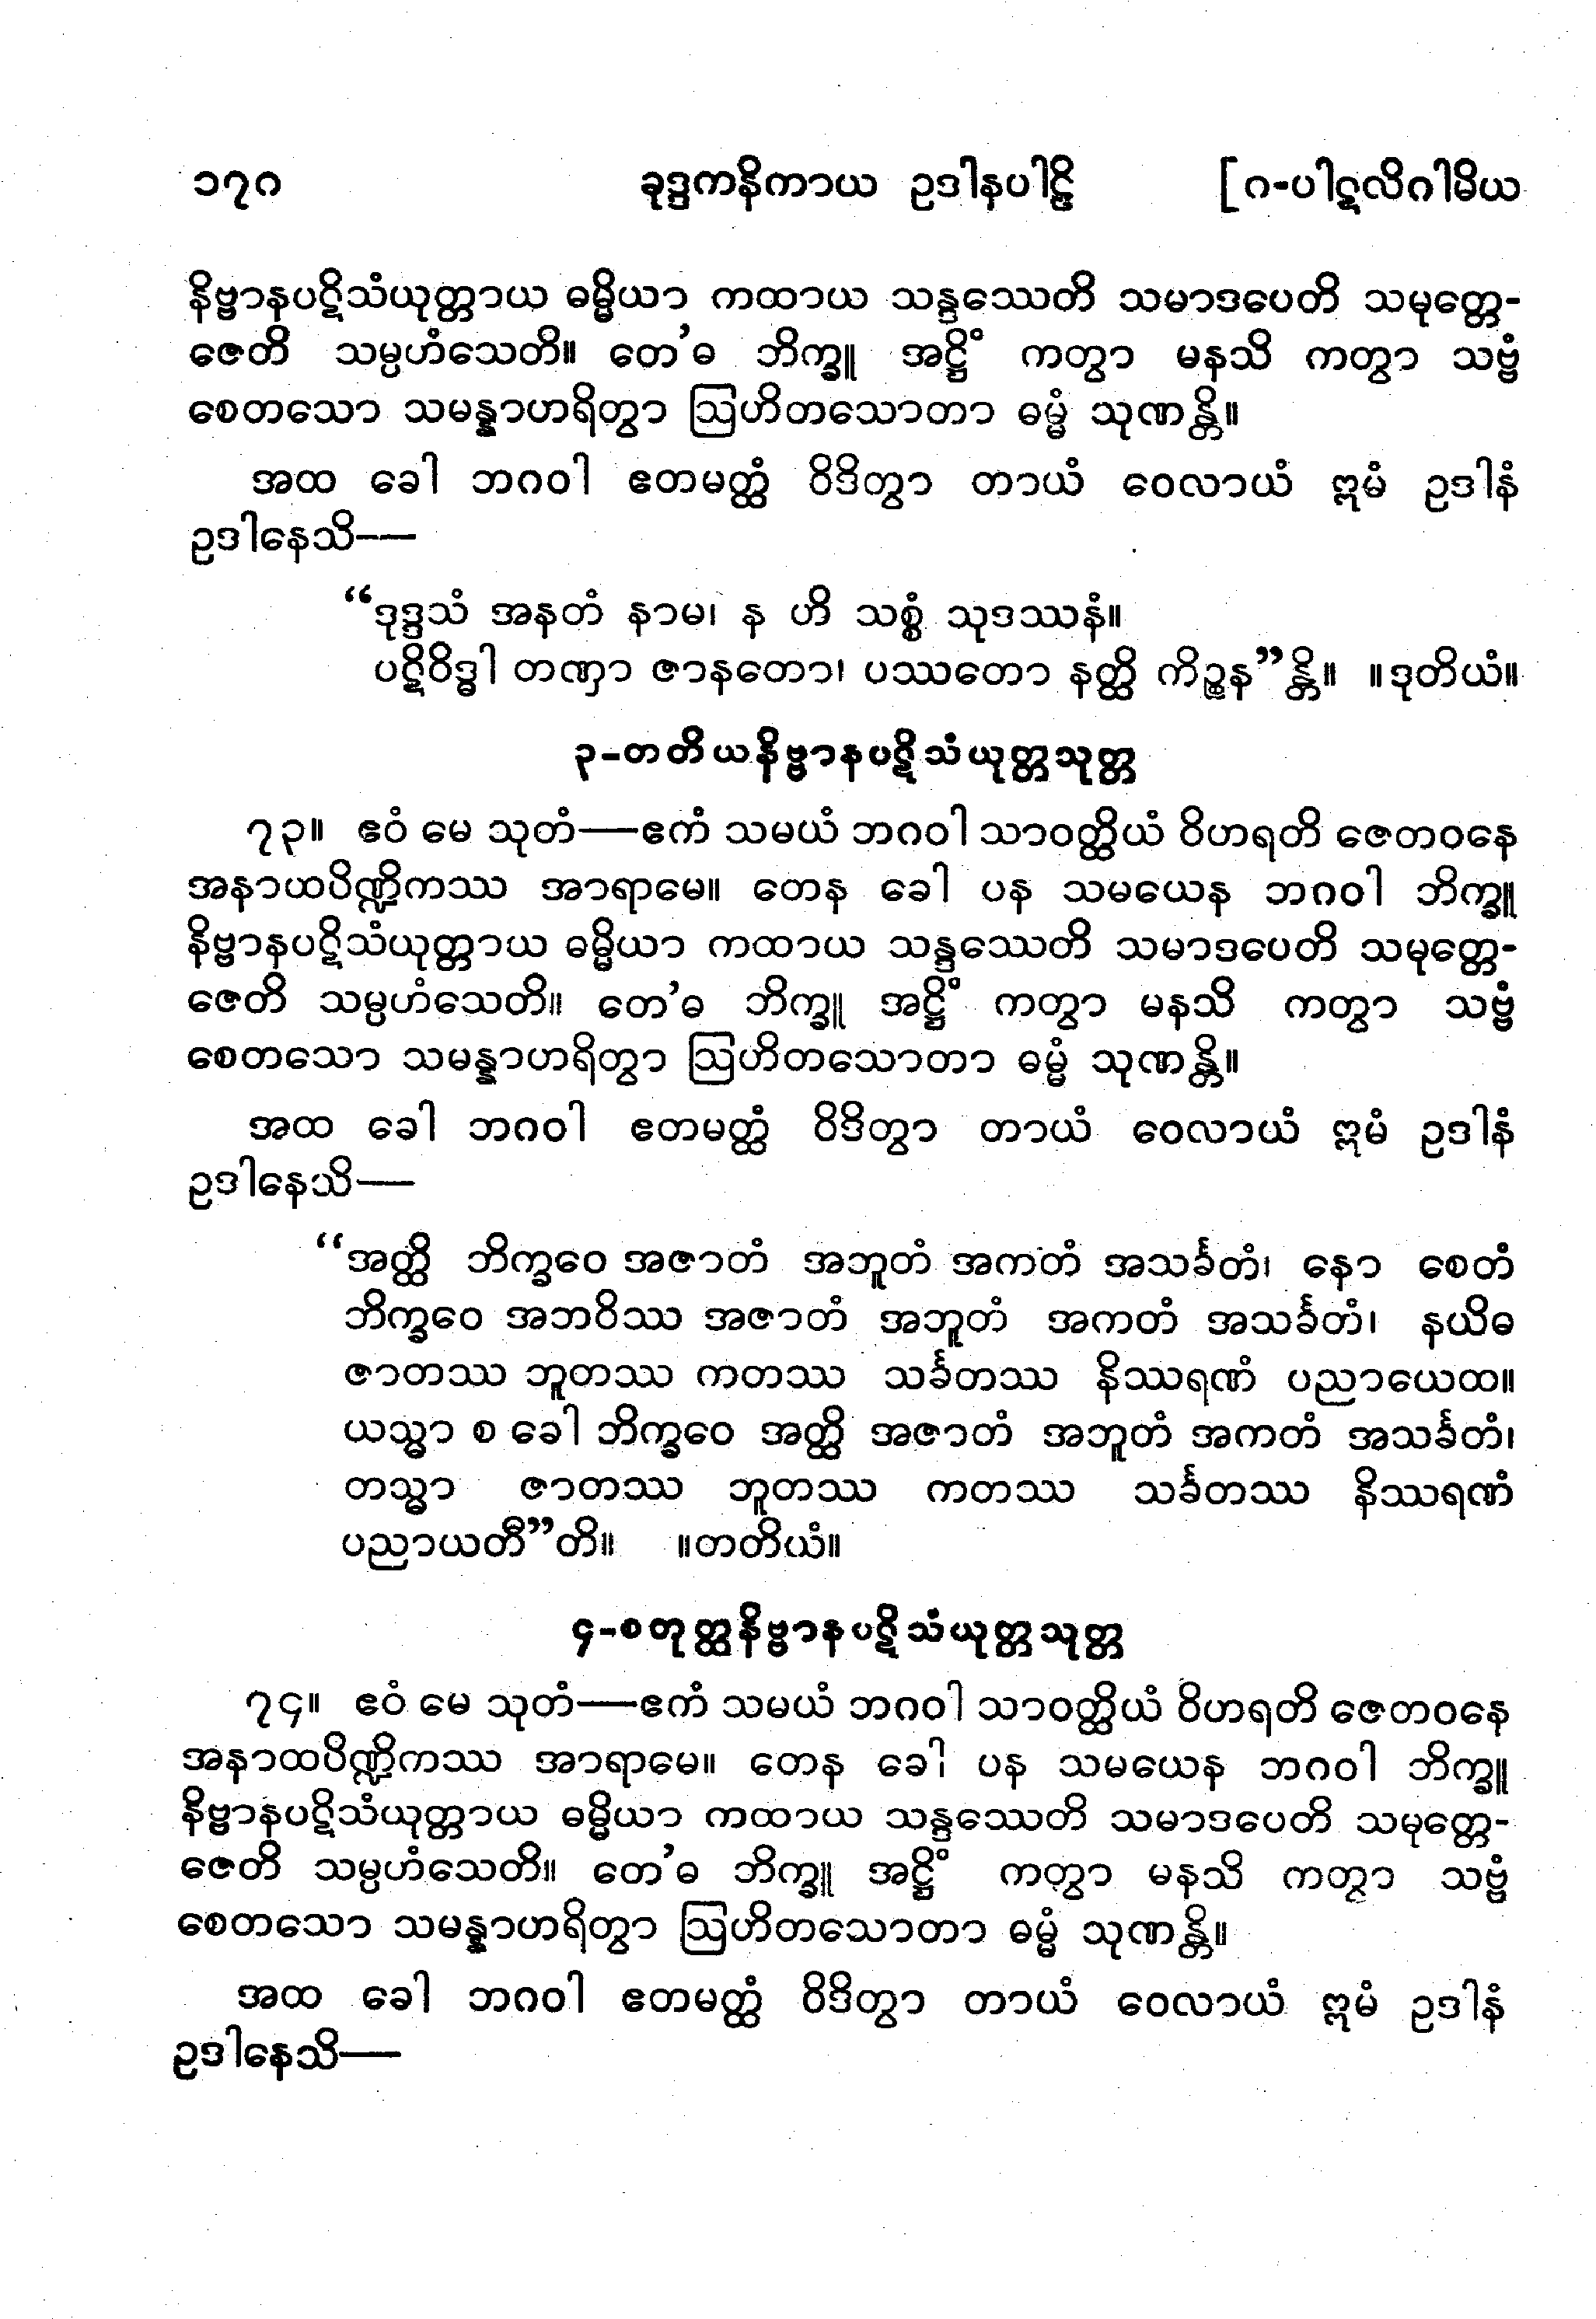 ၁၇၈ ခုဒ္ဒကနိကာယ ဥဒါနပါဠိ [ဂ-ပါဋလိဂါမိယ
နိဗ္ဗာနပဋိသံယုတ္တာယ ဓမ္မိယာ ကထာယ သန္ဒဿေတိ သမာဒပေတိ သမုတ္တေ-
ဇေတိ သမ္ပဟံသေတိ။ တေ’ဓ ဘိက္ခူ အဋ္ဌိံ ကတွာ မနသိ ကတွာ သဗ္ဗံ
စေတသော သမန္နာဟရိတွာ ဩဟိတသောတာ ဓမ္မံ သုဏန္တိ။
အထ ခေါ ဘဂဝါ ဧတမတ္ထံ ဝိဒိတွာ တာယံ ဝေလာယံ ဣမံ ဥဒါနံ
ဥဒါနေသိ——
“ဒုဒ္ဒသံ အနတံ နာမ၊ န ဟိ သစ္စံ သုဒဿနံ။
ပဋိဝိဒ္ဓါ တဏှာ ဇာနတော၊ ပဿတော နတ္ထိ ကိဉ္စန”န္တိ။ ။ဒုတိယံ။
၃-တတိယနိဗ္ဗာနပဋိသံယုတ္တသုတ္တ
၇၃။ ဧဝံ မေ သုတံ—ဧကံ သမယံ ဘဂဝါ သာဝတ္ထိယံ ဝိဟရတိ ဇေတဝနေ
အနာထပိဏ္ဍိကဿ အာရာမေ။ တေန ခေါ ပန သမယေန ဘဂဝါ ဘိက္ခူ
နိဗ္ဗာနပဋိသံယုတ္တာယ ဓမ္မိယာ ကထာယ သန္ဒဿေတိ သမာဒပေတိ သမုတ္တေ-
ဇေတိ သမ္ပဟံသေတိ။ တေ’ဓ ဘိက္ခူ အဋ္ဌိံ ကတွာ မနသိ ကတွာ သဗ္ဗံ
စေတသော သမန္နာဟရိတွာ ဩဟိတသောတာ ဓမ္မံ သုဏန္တိ။
အထ ခေါ ဘဂဝါ ဧတမတ္ထံ ဝိဒိတွာ တာယံ ဝေလာယံ ဣမံ ဥဒါနံ
ဥဒါနေသိ—
“အတ္ထိ ဘိက္ခဝေ အဇာတံ အဘူတံ အကတံ အသင်္ခတံ၊ နော စေတံ
ဘိက္ခဝေ အဘဝိဿ အဇာတံ အဘူတံ အကတံ အသင်္ခတံ၊ နယိဓ
ဇာတဿ ဘူတဿ ကတဿ သင်္ခတဿ နိဿရဏံ ပညာယေထ။
ယသ္မာ စ ခေါ ဘိက္ခဝေ အတ္ထိ အဇာတံ အဘူတံ အကတံ အသင်္ခတံ၊
တသ္မာ ဇာတဿ ဘူတဿ ကတဿ သင်္ခတဿ နိဿရဏံ
ပညာယတီ”တိ။ ။တတိယံ။
၄-စတုတ္ထနိဗ္ဗာနပဋိသံယုတ္တသုတ္တ
၇၄။ ဧဝံ မေ သုတံ—ဧကံ သမယံ ဘဂဝါ သာဝတ္ထိယံ ဝိဟရတိ ဇေတဝနေ
အနာထပိဏ္ဍိကဿ အာရာမေ။ တေန ခေါ ပန သမယေန ဘဂဝါ ဘိက္ခူ
နိဗ္ဗာနပဋိသံယုတ္တာယ ဓမ္မိယာ ကထာယ သန္ဒဿေတိ သမာဒပေတိ သမုတ္တေ-
ဇေတိ သမ္ပဟံသေတိ။ တေ’ဓ ဘိက္ခူ အဋ္ဌိံ ကတွာ မနသိ ကတွာ သဗ္ဗံ
စေတသော သမန္နာဟရိတွာ ဩဟိတသောတာ ဓမ္မံ သုဏန္တိ။
အထ ခေါ ဘဂဝါ ဧတမတ္ထံ ဝိဒိတွာ တာယံ ဝေလာယံ ဣမံ ဥဒါနံ
ဥဒါနေသိ—